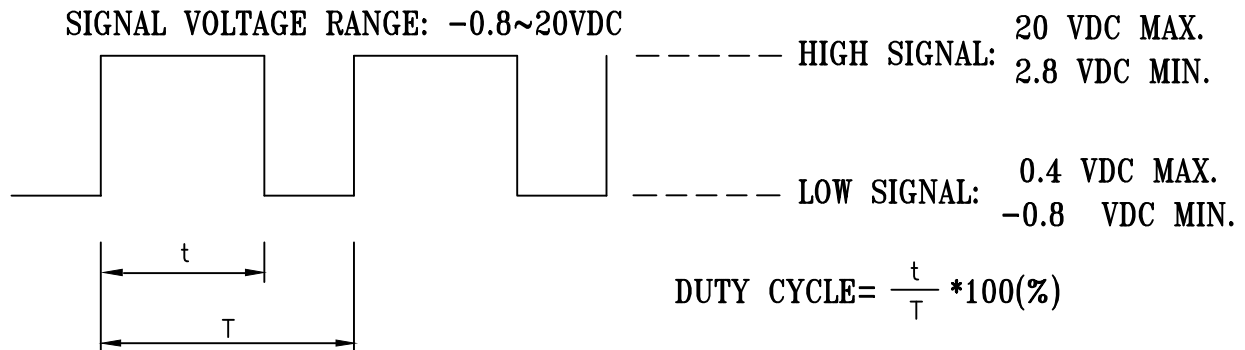 SIGNAL VOLTAGE RANGE: -0.8~20VDC
HIGH SIGNAL: 20 VDC MAX.
2.8 VDC MIN.
LOW SIGNAL: 0.4 VDC MAX.
-0.8 VDC MIN.
t
T
DUTY CYCLE= t/T *100(%)